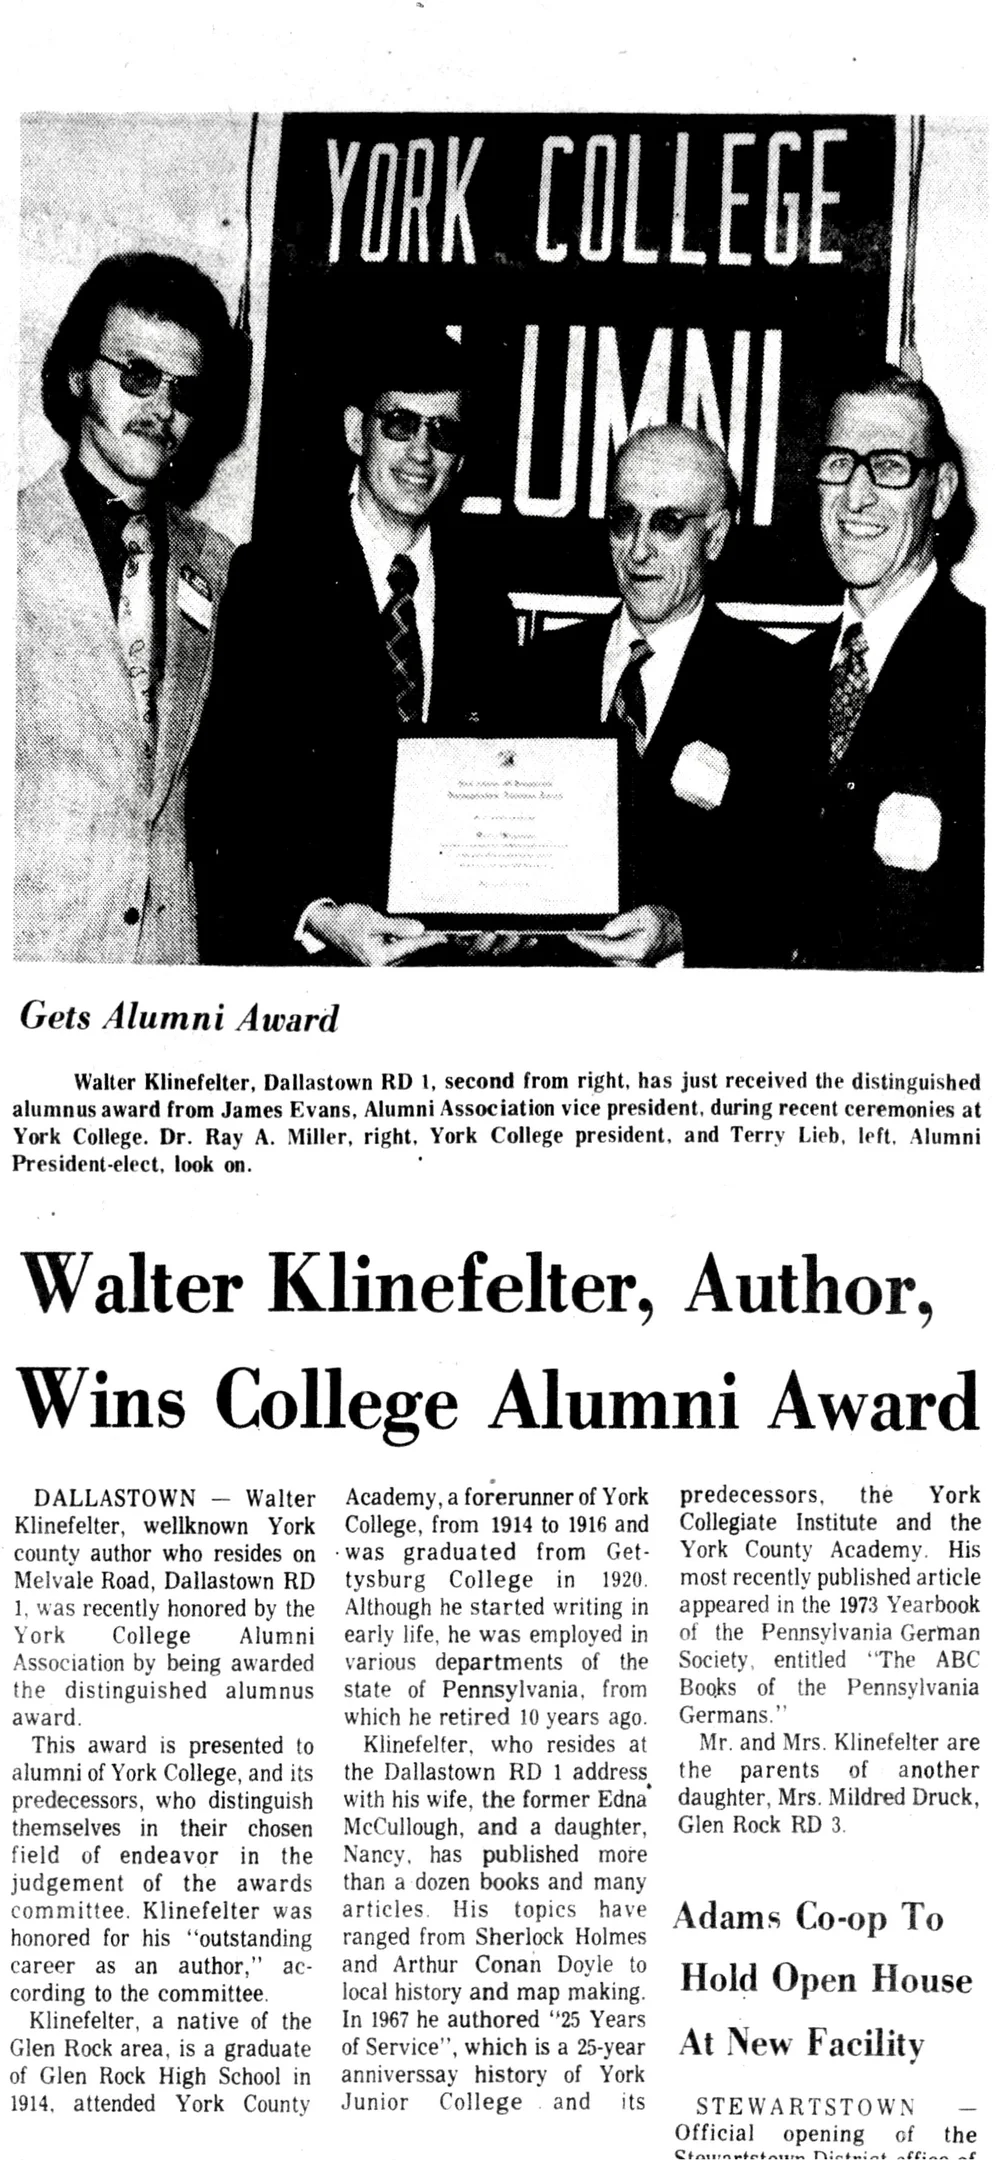 YORK COLLEGE
LUMNI
Gets Alumni Award
Walter Klinefelter, Dallastown RD 1, second from right, has just received the distinguished
alumnus award from James Evans, Alumni Association vice president, during recent ceremonies at
York College. Dr. Ray A. Miller, right, York College president, and Terry Lieb, left, Alumni
President-elect, look on.
Walter Klinefelter, Author,
Wins College Alumni Award
DALLASTOWN — Walter
Klinefelter, wellknown York
county author who resides on
Melvale Road, Dallastown RD
1, was recently honored by the
York College Alumni
Association by being awarded
the distinguished alumnus
award.
This award is presented to
alumni of York College, and its
predecessors, who distinguish
themselves in their chosen
field of endeavor in the
judgement of the awards
committee. Klinefelter was
honored for his "outstanding
career as an author," ac-
cording to the committee.
Klinefelter, a native of the
Glen Rock area, is a graduate
of Glen Rock High School in
1914, attended York County
Academy, a forerunner of York
College, from 1914 to 1916 and
was graduated from Get-
tysburg College in 1920.
Although he started writing in
early life, he was employed in
various departments of the
state of Pennsylvania, from
which he retired 10 years ago.
Klinefelter, who resides at
the Dallastown RD 1 address
with his wife, the former Edna
McCullough, and a daughter,
Nancy, has published more
than a dozen books and many
articles. His topics have
ranged from Sherlock Holmes
and Arthur Conan Doyle to
local history and map making.
In 1967 he authored "25 Years
of Service", which is a 25-year
anniverssay history of York
Junior College and its
predecessors, the York
Collegiate Institute and the
York County Academy. His
most recently published article
appeared in the 1973 Yearbook
of the Pennsylvania German
Society, entitled "The ABC
Books of the Pennsylvania
Germans."
Mr. and Mrs. Klinefelter are
the parents of another
daughter, Mrs. Mildred Druck,
Glen Rock RD 3.
Adams Co-op To
Hold Open House
At New Facility
STEWARTSTOWN —
Official opening of the
Stewartstown District office of